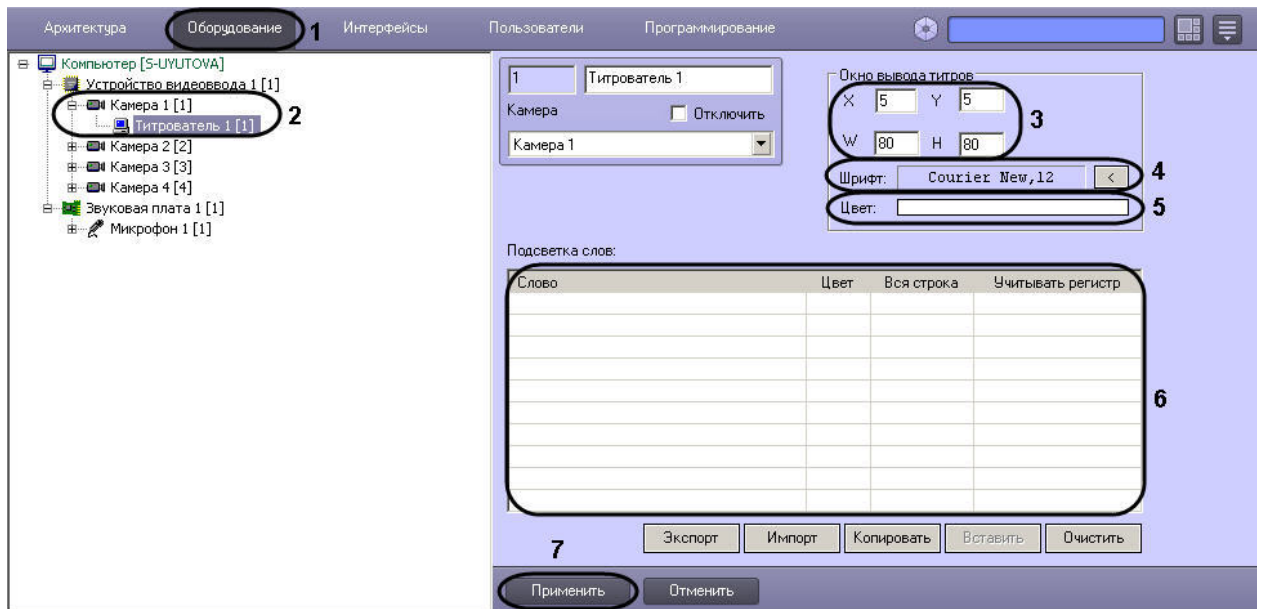 Архитектура Оборудование 1 Интерфейсы Пользователи Программирование
Компьютер [S-UYUTOVA]
Устройство видеоввода 1 [1]
Камера 1 [1]
Титрователь 1 [1]
2
Камера 2 [2]
Камера 3 [3]
Камера 4 [4]
Звуковая плата 1 [1]
Микрофон 1 [1]
1 Титрователь 1
Камера Отключить
Камера 1
Окно вывода титров
X 5 Y 5
3
W 80 H 80
Шрифт: Courier New,12 < 4
Цвет: 5
Подсветка слов:
Слово Цвет Вся строка Учитывать регистр
6
Экспорт Импорт Копировать Вставить Очистить
7
Применить Отменить